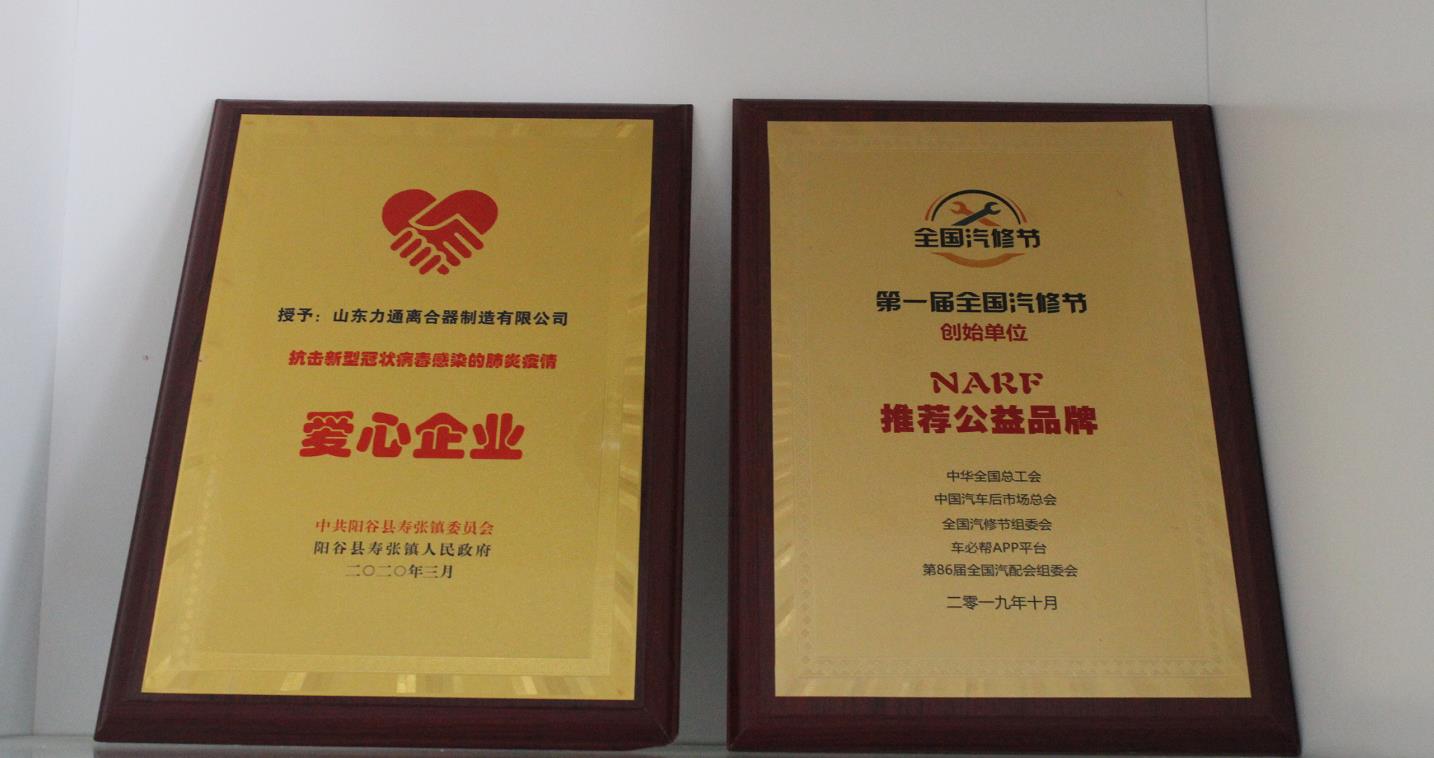 授予：山东力通离合器制造有限公司
抗击新型冠状病毒感染的肺炎疫情
爱心企业
中共阳谷县寿张镇委员会
阳谷县寿张镇人民政府
二〇二〇年三月
全国汽修节
第一届全国汽修节
创始单位
NARF
推荐公益品牌
中华全国总工会
中国汽车后市场总会
全国汽修节组委会
车必帮APP平台
第86届全国汽配会组委会
二零一九年十月